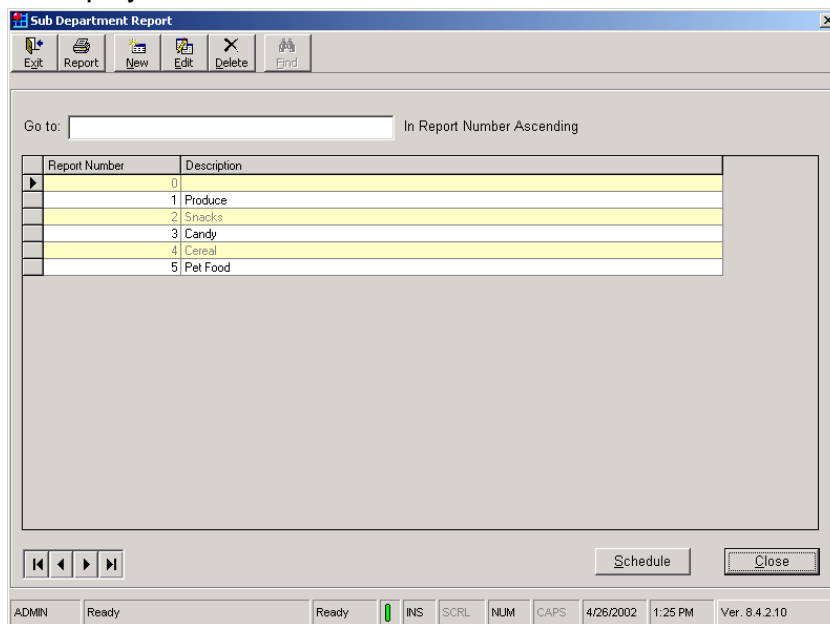 Sub Department Report
Exit Report New Edit Delete Find
Go to: In Report Number Ascending
Report Number Description
0
1 Produce
2 Snacks
3 Candy
4 Cereal
5 Pet Food
Schedule Close
ADMIN Ready Ready INS SCRL NUM CAPS 4/26/2002 1:25 PM Ver. 8.4.2.10